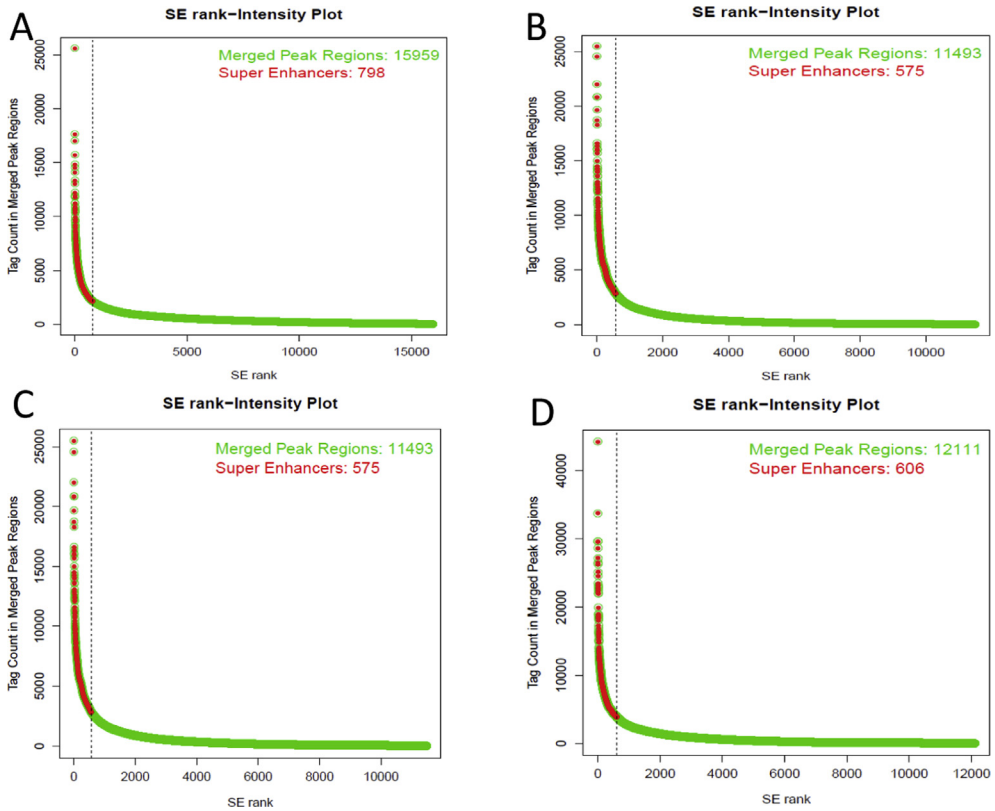 A
SE rank−Intensity Plot
Merged Peak Regions: 15959
Super Enhancers: 798
Tag Count in Merged Peak Regions
25000
20000
15000
10000
5000
0
0 5000 10000 15000
SE rank
B
SE rank−Intensity Plot
Merged Peak Regions: 11493
Super Enhancers: 575
Tag Count in Merged Peak Regions
25000
20000
15000
10000
5000
0
0 2000 4000 6000 8000 10000
SE rank
C
SE rank−Intensity Plot
Merged Peak Regions: 11493
Super Enhancers: 575
Tag Count in Merged Peak Regions
25000
20000
15000
10000
5000
0
0 2000 4000 6000 8000 10000
SE rank
D
SE rank−Intensity Plot
Merged Peak Regions: 12111
Super Enhancers: 606
Tag Count in Merged Peak Regions
40000
30000
20000
10000
0
0 2000 4000 6000 8000 10000 12000
SE rank